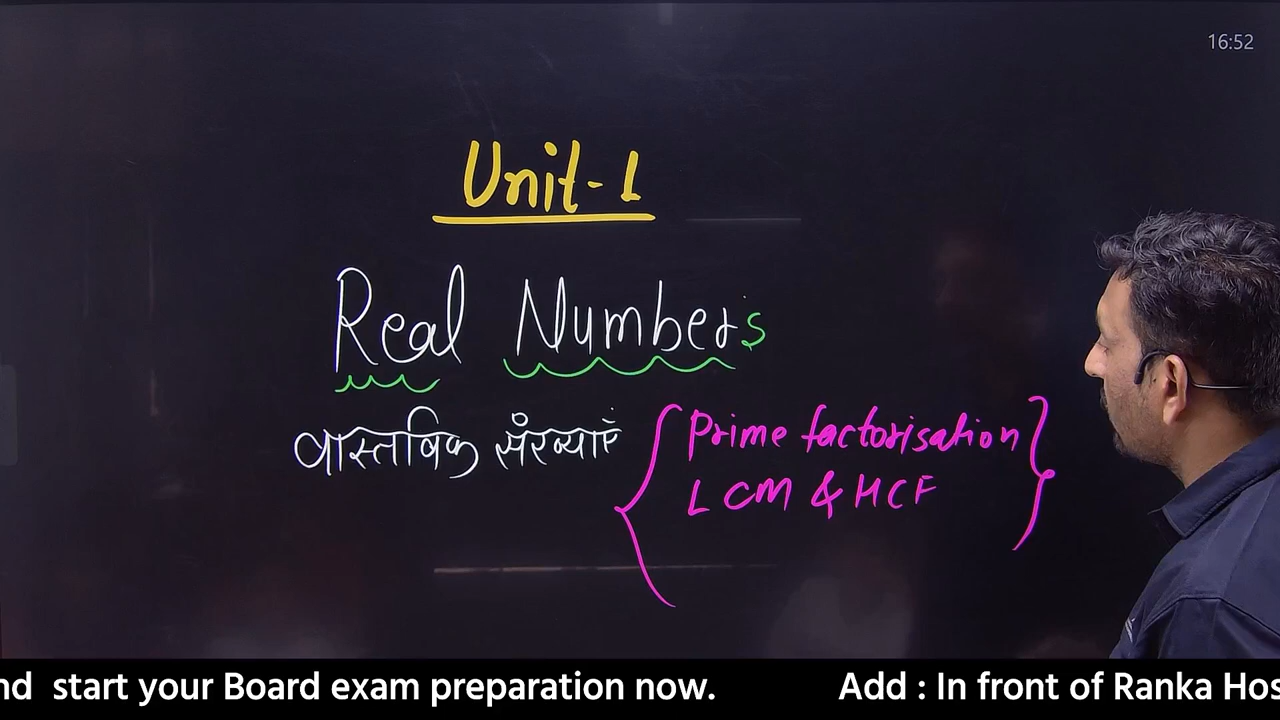 16:52
Unit-1
Real Numbers
वास्तविक संख्याएं
Prime factorisation
LCM & HCF
nd start your Board exam preparation now. Add : In front of Ranka Hos